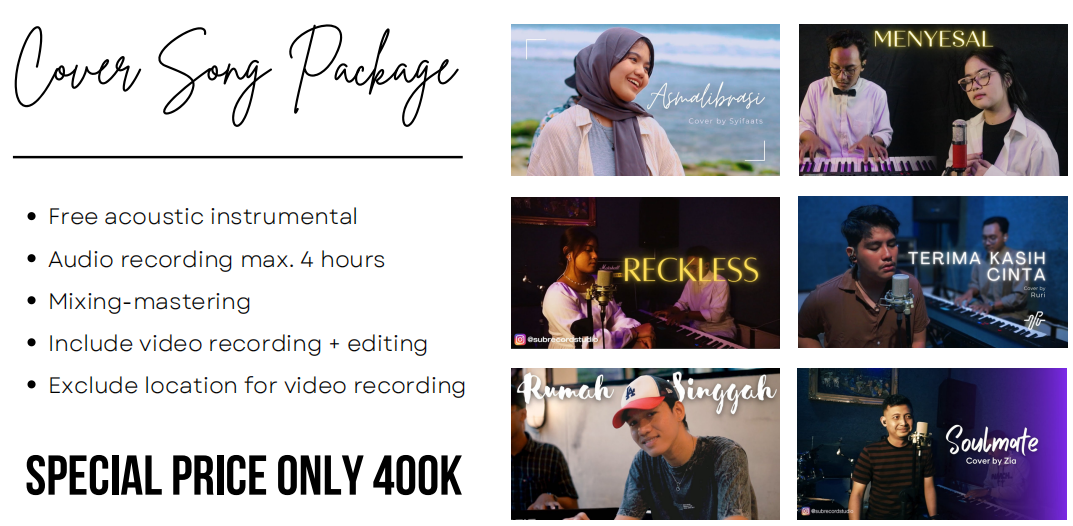 Cover Song Package
• Free acoustic instrumental
• Audio recording max. 4 hours
• Mixing-mastering
• Include video recording + editing
• Exclude location for video recording
SPECIAL PRICE ONLY 400K
Asmalibrasi
Cover by Syifaats
MENYESAL
RECKLESS
@subrecordstudio
TERIMA KASIH
CINTA
Cover by
Ruri
Rumah Singgah
LA
Soulmate
Cover by Zia
@subrecordstudio